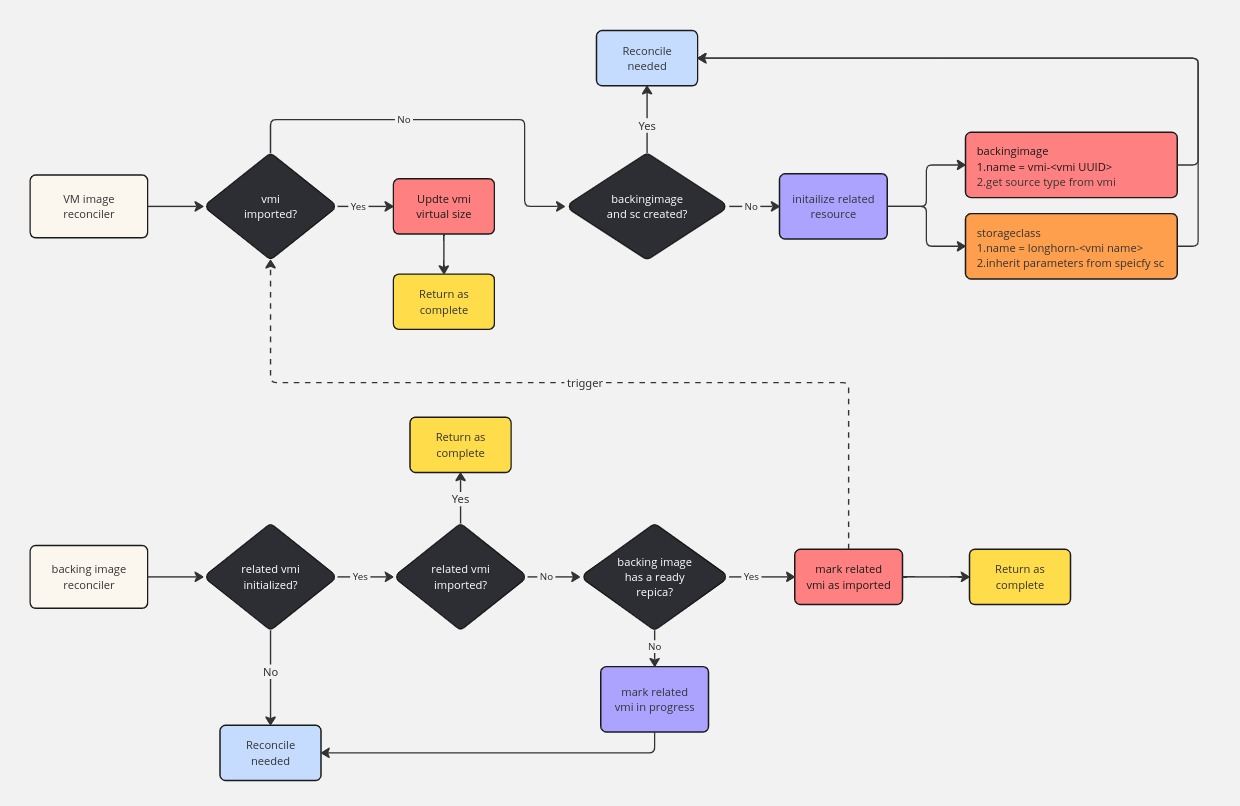 Reconcile
needed
No
Yes
VM image
reconciler
vmi
imported?
Yes
Updte vmi
virtual size
backingimage
and sc created?
No
initailize related
resource
backingimage
1.name = vmi-<vmi UUID>
2.get source type from vmi
storageclass
1.name = longhorn-<vmi name>
2.inherit parameters from speicfy sc
Return as
complete
trigger
Return as
complete
Yes
backing image
reconciler
related vmi
initialized?
Yes
related vmi
imported?
No
backing image
has a ready
repica?
Yes
mark related
vmi as imported
Return as
complete
No
No
mark related
vmi in progress
Reconcile
needed